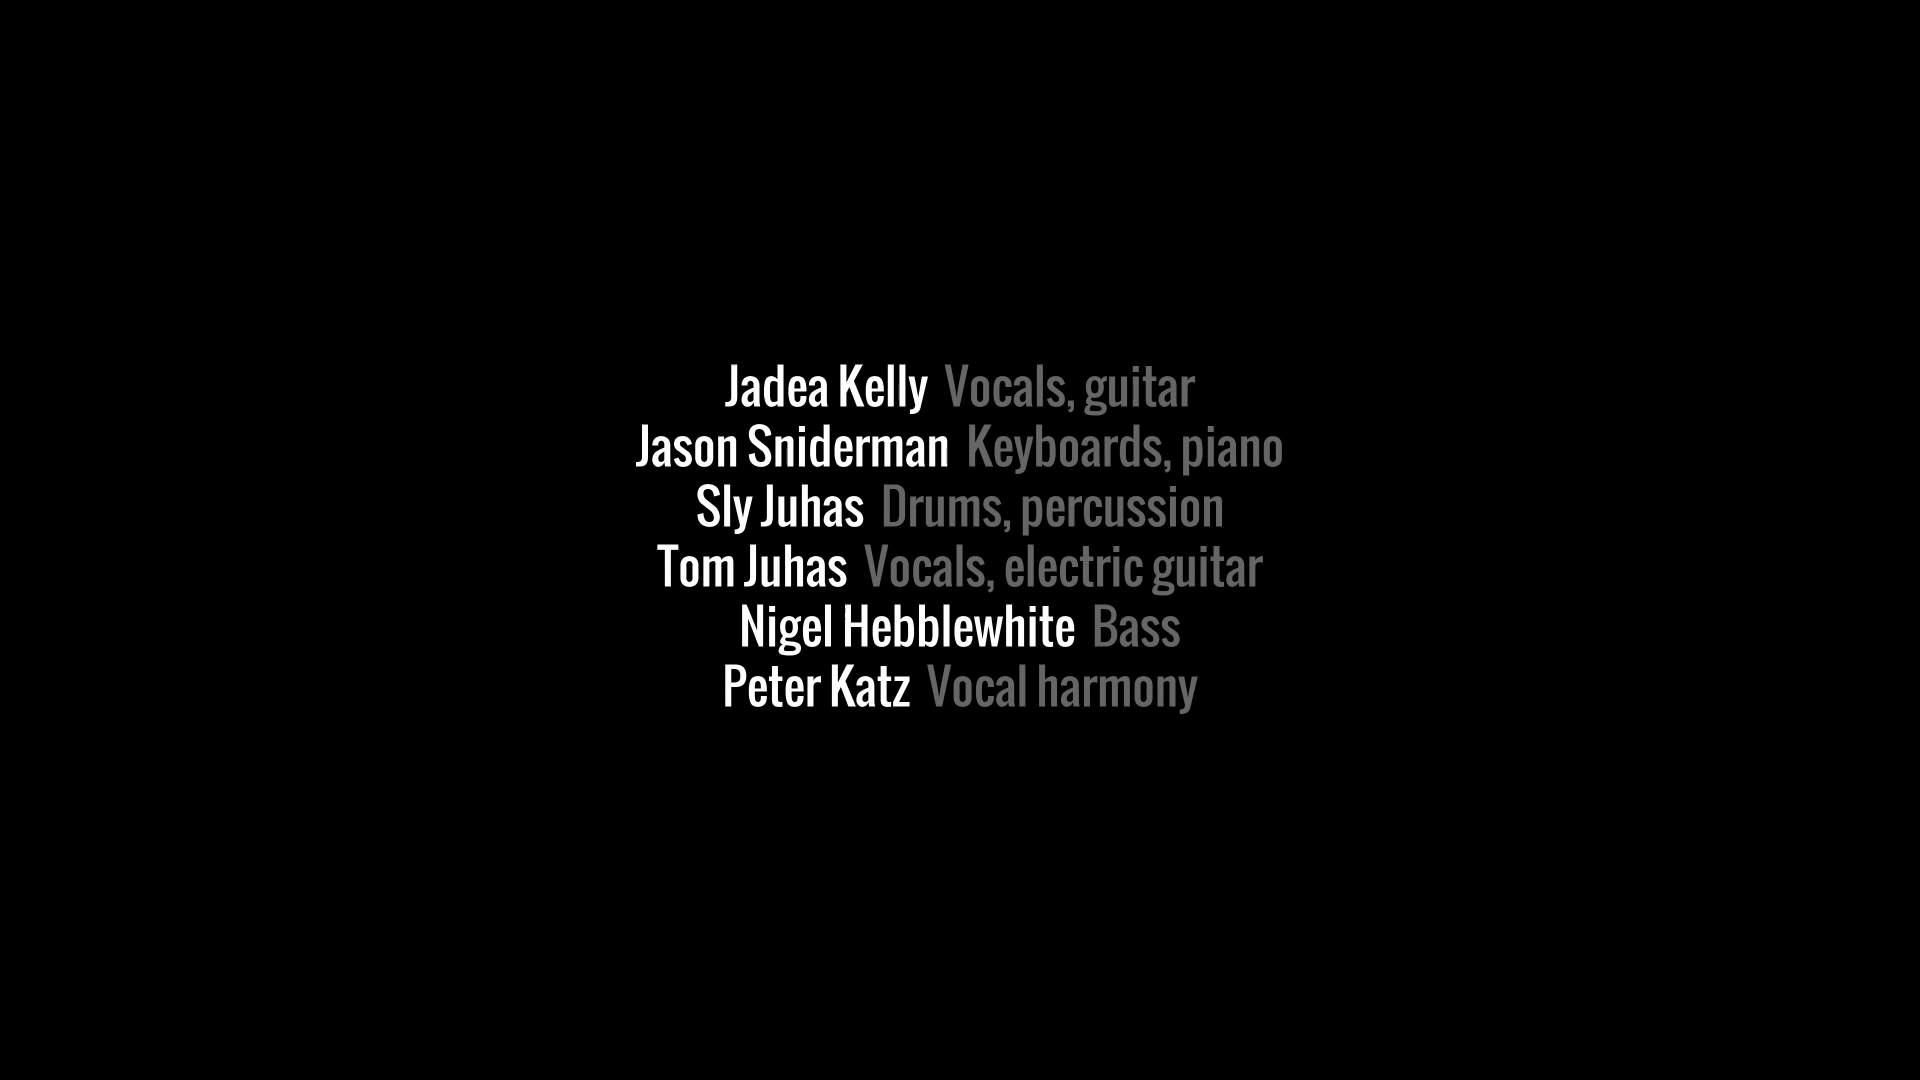 Jadea Kelly Vocals, guitar
Jason Sniderman Keyboards, piano
Sly Juhas Drums, percussion
Tom Juhas Vocals, electric guitar
Nigel Hebblewhite Bass
Peter Katz Vocal harmony